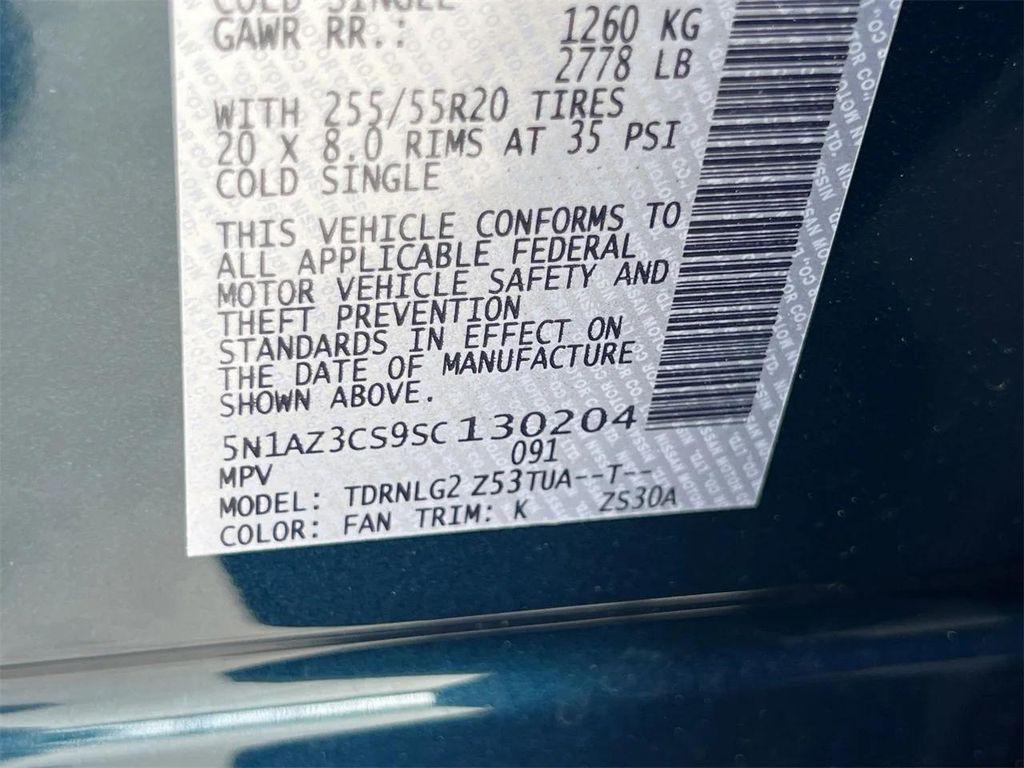 COLD SINGLE
GAWR RR.: 1260 KG
2778 LB
WITH 255/55R20 TIRES
20 X 8.0 RIMS AT 35 PSI
COLD SINGLE
THIS VEHICLE CONFORMS TO
ALL APPLICABLE FEDERAL
MOTOR VEHICLE SAFETY AND
THEFT PREVENTION
STANDARDS IN EFFECT ON
THE DATE OF MANUFACTURE
SHOWN ABOVE.
5N1AZ3CS9SC130204
091
MPV
MODEL: TDRNLG2 Z53TUA--T--
COLOR: FAN TRIM: K ZS30A